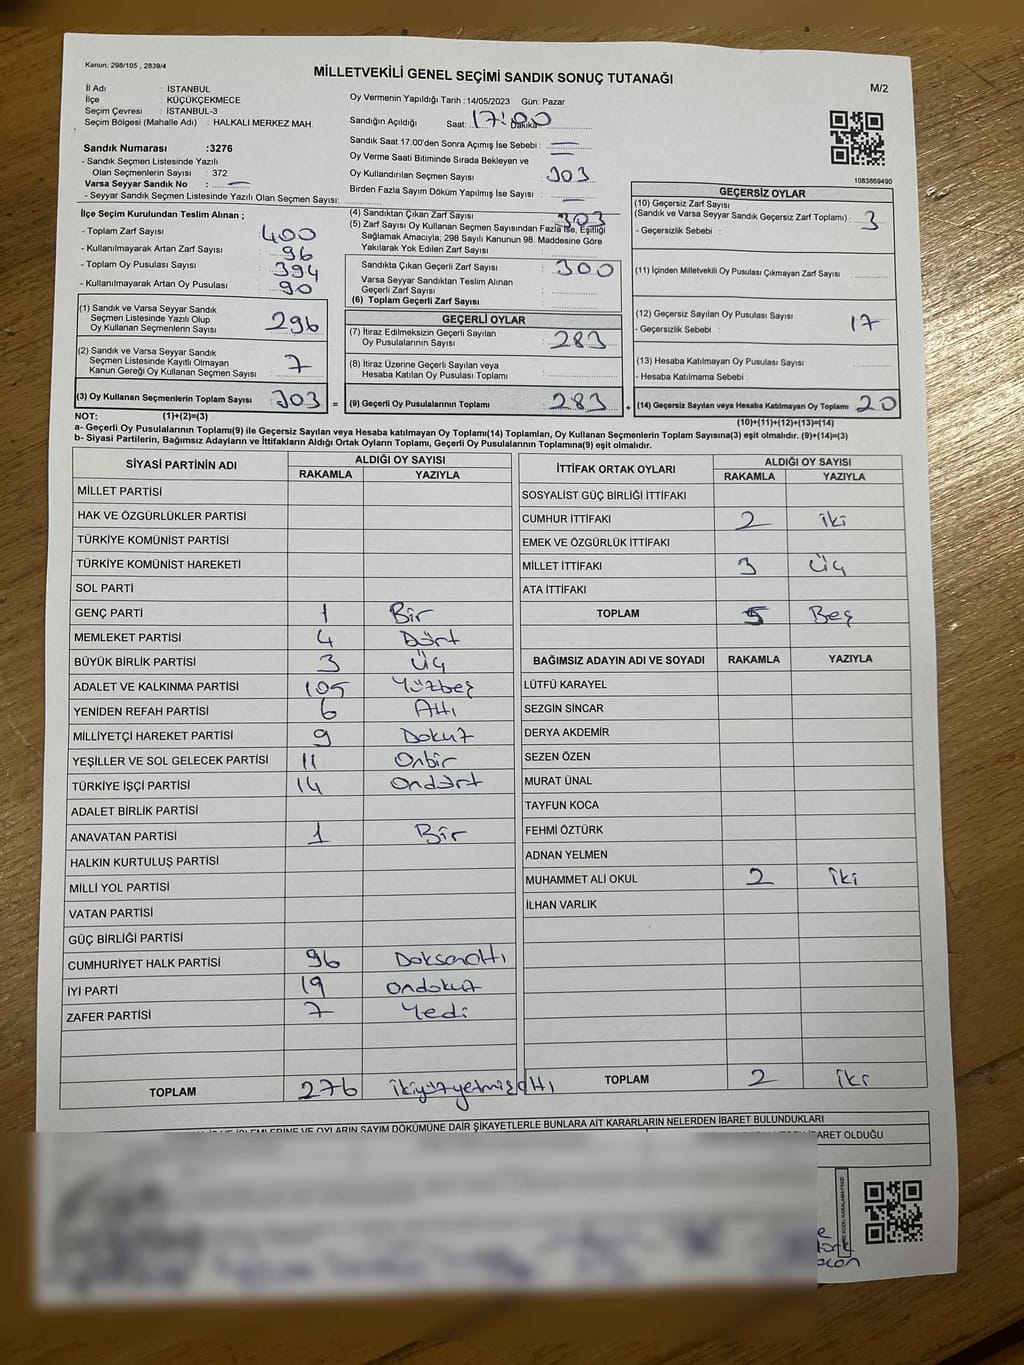 Kanun, 298/105 , 2839/4
MİLLETVEKİLİ GENEL SEÇİMİ SANDIK SONUÇ TUTANAĞI
M/2
İl Adı : İSTANBUL
İlçe : KÜÇÜKÇEKMECE
Seçim Çevresi : İSTANBUL-3
Seçim Bölgesi (Mahalle Adı) : HALKALI MERKEZ MAH.
Sandık Numarası :3276
- Sandık Seçmen Listesinde Yazılı
Olan Seçmenlerin Sayısı : 372
Varsa Seyyar Sandık No : —
- Seyyar Sandık Seçmen Listesinde Yazılı Olan Seçmen Sayısı:
Oy Vermenin Yapıldığı Tarih :14/05/2023 Gün: Pazar
Sandığın Açıldığı Saat: 17:00 Dakika
Sandık Saat 17:00'den Sonra Açılmış İse Sebebi : —
Oy Verme Saati Bitiminde Sırada Bekleyen ve —
Oy Kullandırılan Seçmen Sayısı : 303
Birden Fazla Sayım Döküm Yapılmış İse Sayısı : —
1083869490
İlçe Seçim Kurulundan Teslim Alınan ;
- Toplam Zarf Sayısı : 400
- Kullanılmayarak Artan Zarf Sayısı : 96
- Toplam Oy Pusulası Sayısı : 394
- Kullanılmayarak Artan Oy Pusulası : 90
(1) Sandık ve Varsa Seyyar Sandık
Seçmen Listesinde Yazılı Olup
Oy Kullanan Seçmenlerin Sayısı : 296
(2) Sandık ve Varsa Seyyar Sandık
Seçmen Listesinde Kayıtlı Olmayan
Kanun Gereği Oy Kullanan Seçmen Sayısı : 7
(3) Oy Kullanan Seçmenlerin Toplam Sayısı : 303 =
(4) Sandıktan Çıkan Zarf Sayısı : 303
(5) Zarf Sayısı Oy Kullanan Seçmen Sayısından Fazla ise, Eşitliği
Sağlamak Amacıyla; 298 Sayılı Kanunun 98. Maddesine Göre
Yakılarak Yok Edilen Zarf Sayısı :
Sandıkta Çıkan Geçerli Zarf Sayısı : 300
Varsa Seyyar Sandıktan Teslim Alınan
Geçerli Zarf Sayısı :
(6) Toplam Geçerli Zarf Sayısı :
GEÇERLİ OYLAR
(7) İtiraz Edilmeksizin Geçerli Sayılan
Oy Pusulalarının Sayısı : 283
(8) İtiraz Üzerine Geçerli Sayılan veya
Hesaba Katılan Oy Pusulası Toplamı :
(9) Geçerli Oy Pusulalarının Toplamı : 283 +
GEÇERSİZ OYLAR
(10) Geçersiz Zarf Sayısı
(Sandık ve Varsa Seyyar Sandık Geçersiz Zarf Toplamı) : 3
- Geçersizlik Sebebi :
(11) İçinden Milletvekili Oy Pusulası Çıkmayan Zarf Sayısı :
(12) Geçersiz Sayılan Oy Pusulası Sayısı : 17
- Geçersizlik Sebebi :
(13) Hesaba Katılmayan Oy Pusulası Sayısı :
- Hesaba Katılmama Sebebi :
(14) Geçersiz Sayılan veya Hesaba Katılmayan Oy Toplamı : 20
NOT: (1)+(2)=(3)
(10)+(11)+(12)+(13)=(14)
a- Geçerli Oy Pusulalarının Toplamı(9) ile Geçersiz Sayılan veya Hesaba katılmayan Oy Toplamı(14) Toplamları, Oy Kullanan Seçmenlerin Toplam Sayısına(3) eşit olmalıdır. (9)+(14)=(3)
b- Siyasi Partilerin, Bağımsız Adayların ve İttifakların Aldığı Ortak Oyların Toplamı, Geçerli Oy Pusulalarının Toplamına(9) eşit olmalıdır.
SİYASİ PARTİNİN ADI
ALDIĞI OY SAYISI
RAKAMLA YAZIYLA
MİLLET PARTİSİ
HAK VE ÖZGÜRLÜKLER PARTİSİ
TÜRKİYE KOMÜNİST PARTİSİ
TÜRKİYE KOMÜNİST HAREKETİ
SOL PARTİ
GENÇ PARTİ 1 Bir
MEMLEKET PARTİSİ 4 Dört
BÜYÜK BİRLİK PARTİSİ 3 Üç
ADALET VE KALKINMA PARTİSİ 105 Yüzbeş
YENİDEN REFAH PARTİSİ 6 Altı
MİLLİYETÇİ HAREKET PARTİSİ 9 Dokuz
YEŞİLLER VE SOL GELECEK PARTİSİ 11 Onbir
TÜRKİYE İŞÇİ PARTİSİ 14 Ondört
ADALET BİRLİK PARTİSİ
ANAVATAN PARTİSİ 1 Bir
HALKIN KURTULUŞ PARTİSİ
MİLLİ YOL PARTİSİ
VATAN PARTİSİ
GÜÇ BİRLİĞİ PARTİSİ
CUMHURİYET HALK PARTİSİ 96 Doksanaltı
İYİ PARTİ 19 Ondokuz
ZAFER PARTİSİ 7 Yedi
TOPLAM 276 ikiyüzyetmişaltı
İTTİFAK ORTAK OYLARI
ALDIĞI OY SAYISI
RAKAMLA YAZIYLA
SOSYALİST GÜÇ BİRLİĞİ İTTİFAKI
CUMHUR İTTİFAKI 2 iki
EMEK VE ÖZGÜRLÜK İTTİFAKI
MİLLET İTTİFAKI 3 Üç
ATA İTTİFAKI
TOPLAM 5 Beş
BAĞIMSIZ ADAYIN ADI VE SOYADI RAKAMLA YAZIYLA
LÜTFÜ KARAYEL
SEZGİN SİNCAR
DERYA AKDEMİR
SEZEN ÖZEN
MURAT ÜNAL
TAYFUN KOCA
FEHMİ ÖZTÜRK
ADNAN YELMEN
MUHAMMET ALİ OKUL 2 iki
İLHAN VARLIK
TOPLAM 2 iki
OYLARIN SAYIM DÖKÜMÜNE DAİR ŞİKAYETLERLE BUNLARA AİT KARARLARIN NELERDEN İBARET BULUNDUKLARI
OLDUĞU